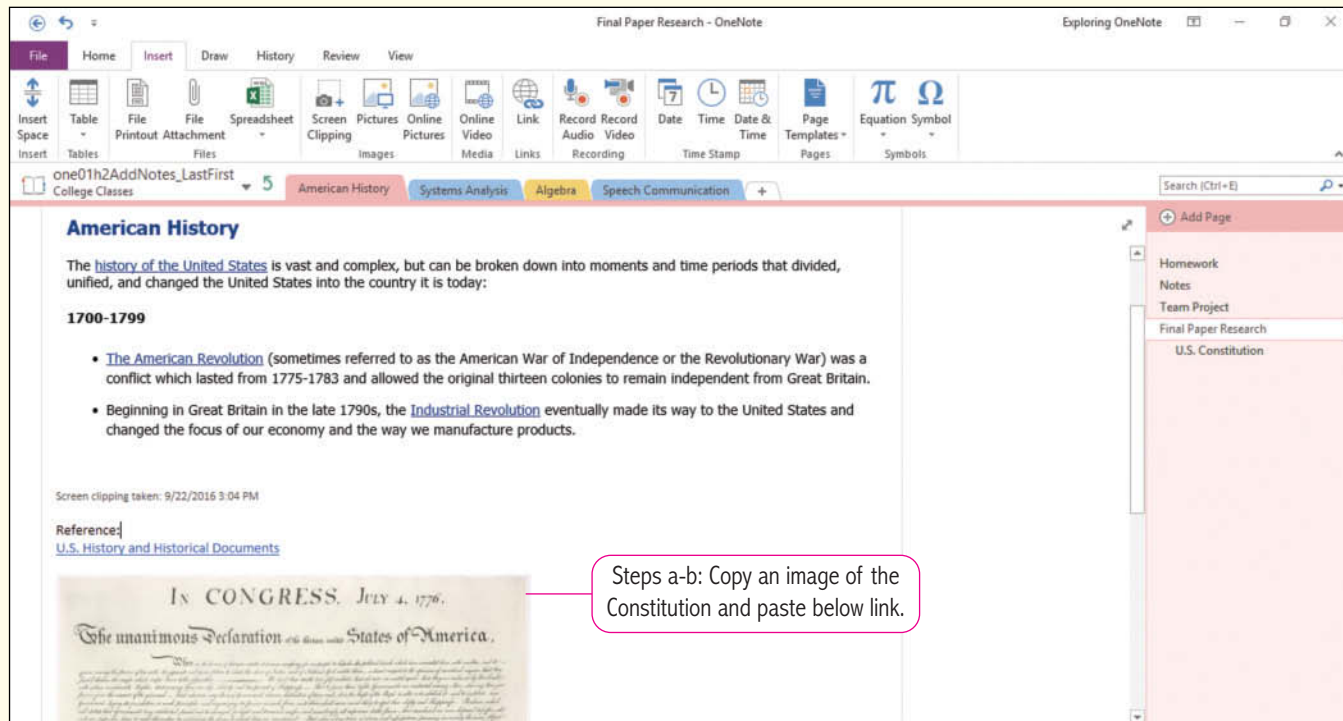 Final Paper Research - OneNote
Exploring OneNote
File
Home
Insert
Draw
History
Review
View
Insert Space
Table
File Printout
File Attachment
Spreadsheet
Screen Clipping
Pictures
Online Pictures
Online Video
Link
Record Audio
Record Video
7
Date
Time
Date & Time
Page Templates
π
Equation
Ω
Symbol
Insert
Tables
Files
Images
Media
Links
Recording
Time Stamp
Pages
Symbols
one01h2AddNotes_LastFirst
College Classes
American History
Systems Analysis
Algebra
Speech Communication
+
Search (Ctrl+E)
Add Page
Homework
Notes
Team Project
Final Paper Research
U.S. Constitution
American History
The history of the United States is vast and complex, but can be broken down into moments and time periods that divided,
unified, and changed the United States into the country it is today:
1700-1799
• The American Revolution (sometimes referred to as the American War of Independence or the Revolutionary War) was a
conflict which lasted from 1775-1783 and allowed the original thirteen colonies to remain independent from Great Britain.
• Beginning in Great Britain in the late 1790s, the Industrial Revolution eventually made its way to the United States and
changed the focus of our economy and the way we manufacture products.
Screen clipping taken: 9/22/2016 3:04 PM
Reference:
U.S. History and Historical Documents
Steps a-b: Copy an image of the
Constitution and paste below link.
IN CONGRESS, JULY 4, 1776.
The unanimous Declaration of the thirteen united States of America,